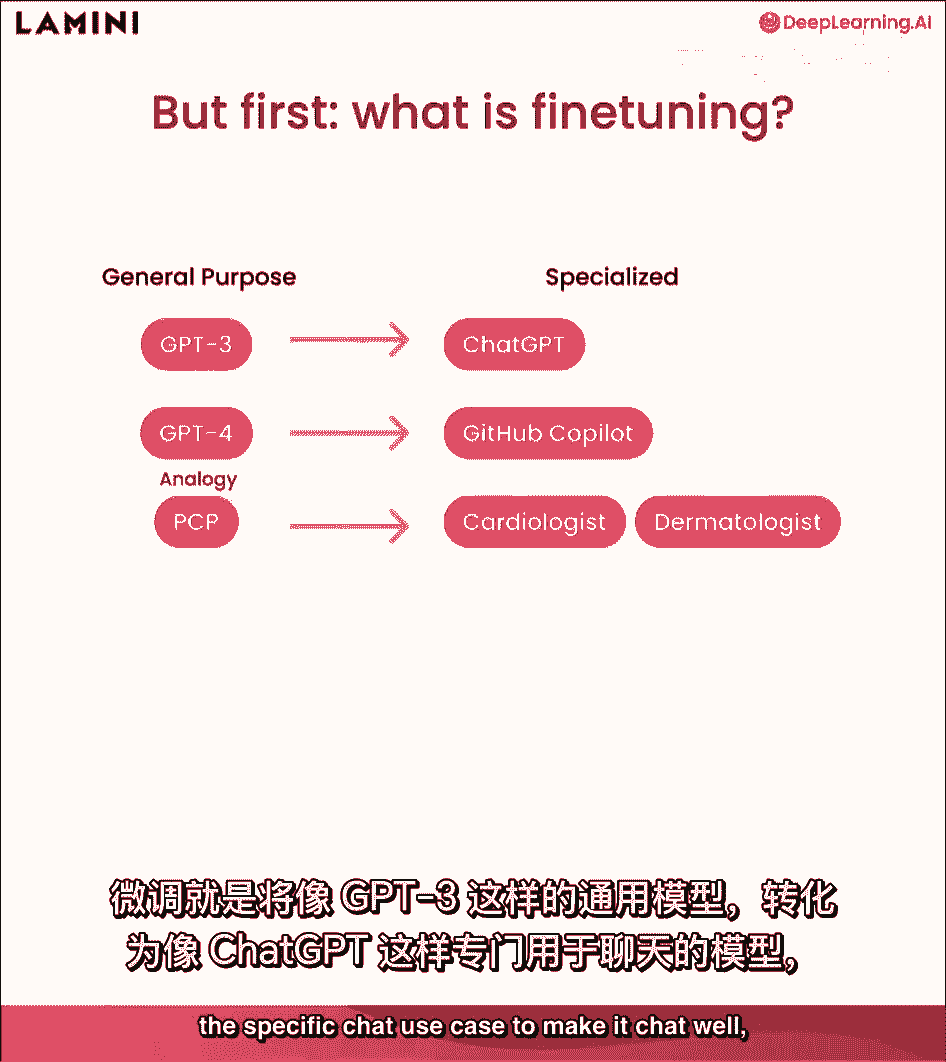 LAMINI
DeepLearning.AI
But first: what is finetuning?
General Purpose
Specialized
GPT-3
ChatGPT
GPT-4
GitHub Copilot
Analogy
PCP
Cardiologist
Dermatologist
微调就是将像 GPT-3 这样的通用模型，转化
为像 ChatGPT 这样专门用于聊天的模型，
the specific chat use case to make it chat well,